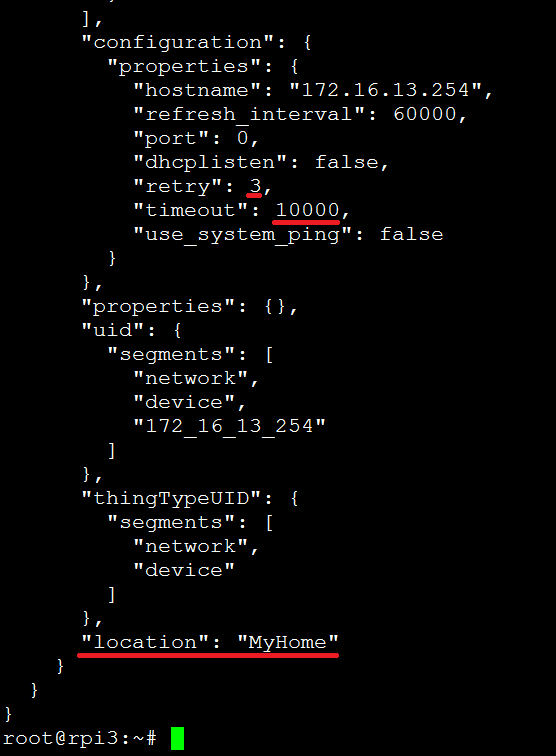 ],
"configuration": {
"properties": {
"hostname": "172.16.13.254",
"refresh_interval": 60000,
"port": 0,
"dhcplisten": false,
"retry": 3,
"timeout": 10000,
"use_system_ping": false
}
},
"properties": {},
"uid": {
"segments": [
"network",
"device",
"172_16_13_254"
]
},
"thingTypeUID": {
"segments": [
"network",
"device"
]
},
"location": "MyHome"
}
}
}
root@rpi3:~#